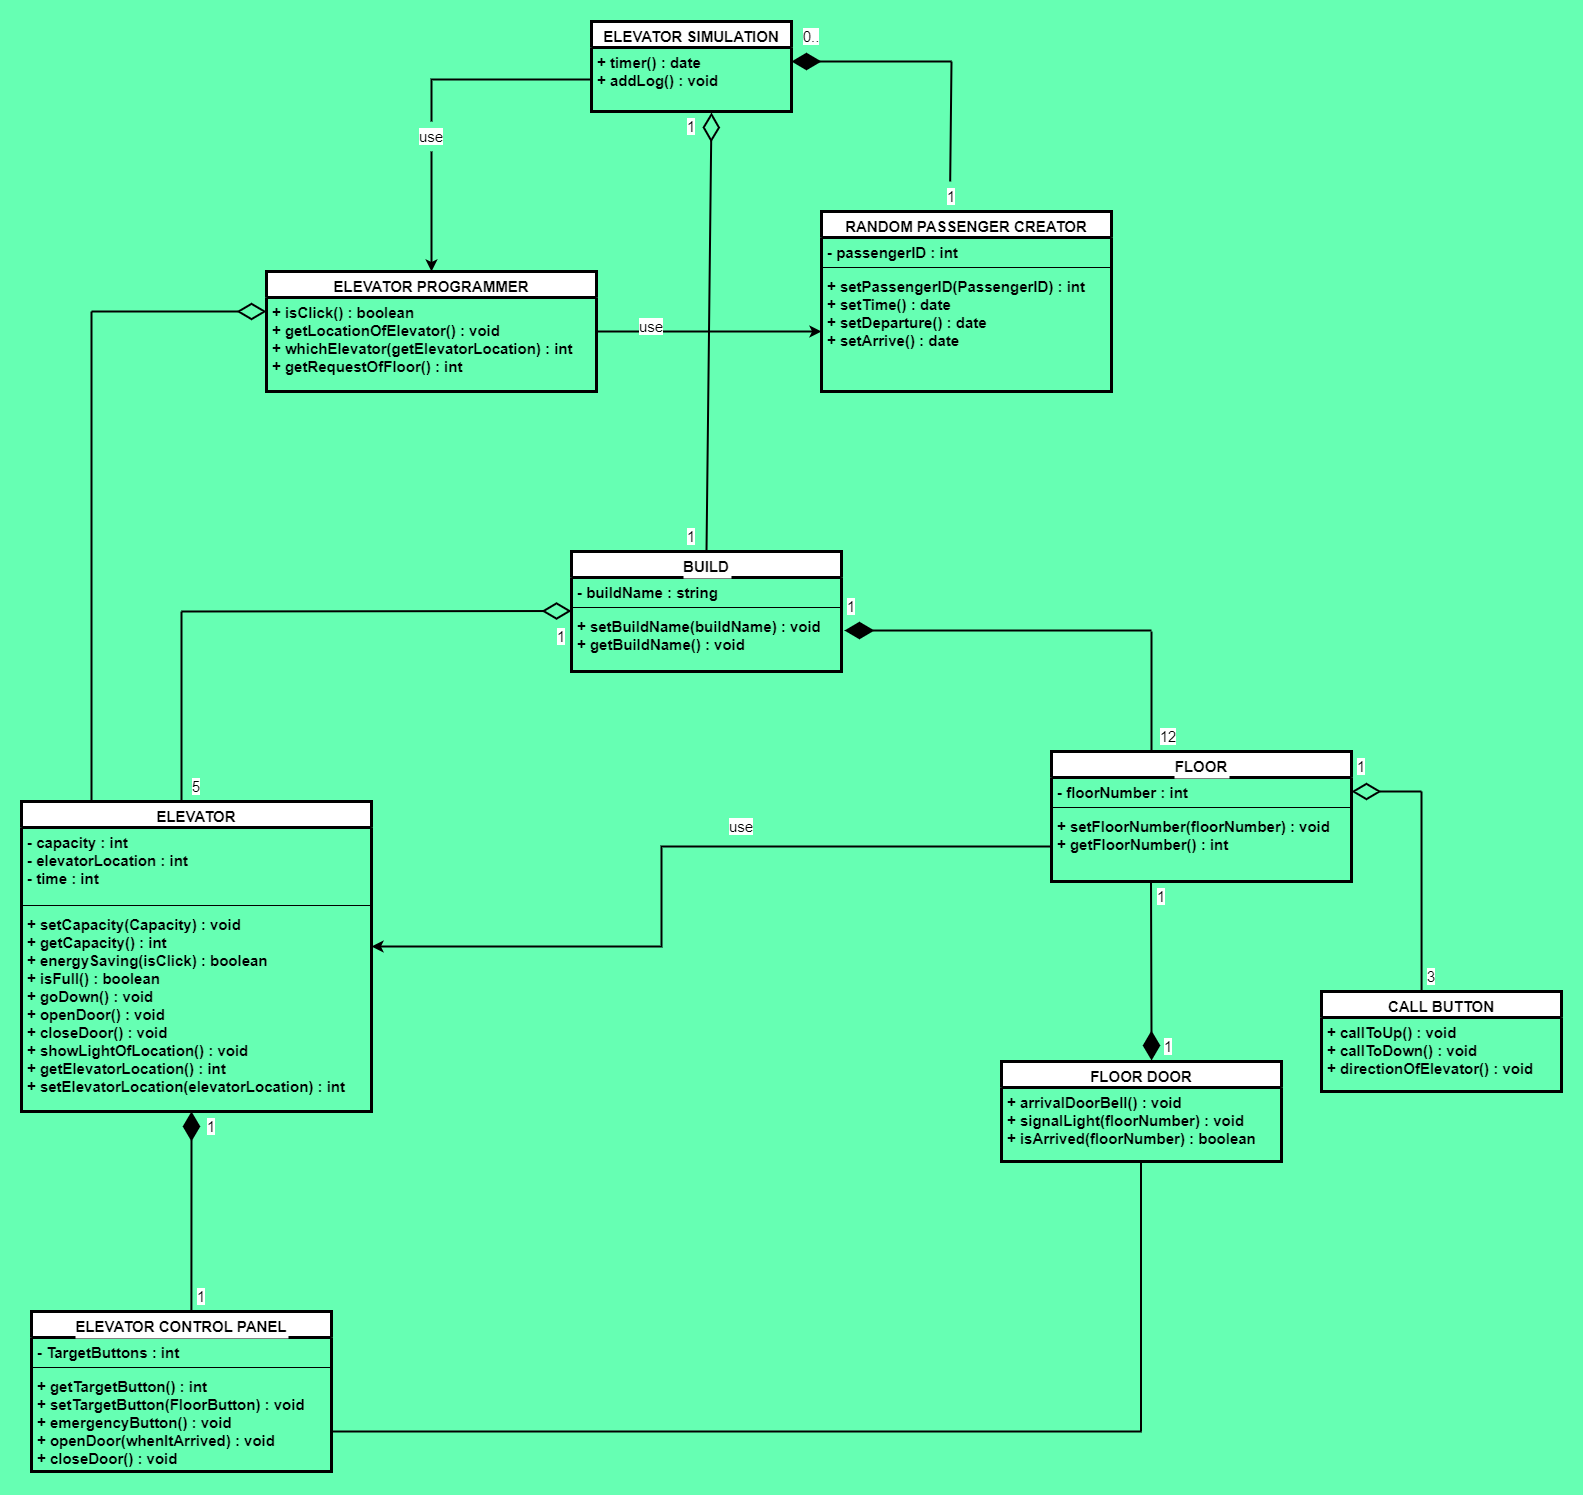 ELEVATOR SIMULATION
+ timer() : date
+ addLog() : void
0..
1
use
1
RANDOM PASSENGER CREATOR
- passengerID : int
+ setPassengerID(PassengerID) : int
+ setTime() : date
+ setDeparture() : date
+ setArrive() : date
ELEVATOR PROGRAMMER
+ isClick() : boolean
+ getLocationOfElevator() : void
+ whichElevator(getElevatorLocation) : int
+ getRequestOfFloor() : int
use
1
BUILD
- buildName : string
+ setBuildName(buildName) : void
+ getBuildName() : void
1
1
12
5
FLOOR
- floorNumber : int
+ setFloorNumber(floorNumber) : void
+ getFloorNumber() : int
1
use
ELEVATOR
- capacity : int
- elevatorLocation : int
- time : int
+ setCapacity(Capacity) : void
+ getCapacity() : int
+ energySaving(isClick) : boolean
+ isFull() : boolean
+ goDown() : void
+ openDoor() : void
+ closeDoor() : void
+ showLightOfLocation() : void
+ getElevatorLocation() : int
+ setElevatorLocation(elevatorLocation) : int
1
3
CALL BUTTON
+ callToUp() : void
+ callToDown() : void
+ directionOfElevator() : void
1
FLOOR DOOR
+ arrivalDoorBell() : void
+ signalLight(floorNumber) : void
+ isArrived(floorNumber) : boolean
1
1
ELEVATOR CONTROL PANEL
- TargetButtons : int
+ getTargetButton() : int
+ setTargetButton(FloorButton) : void
+ emergencyButton() : void
+ openDoor(whenItArrived) : void
+ closeDoor() : void